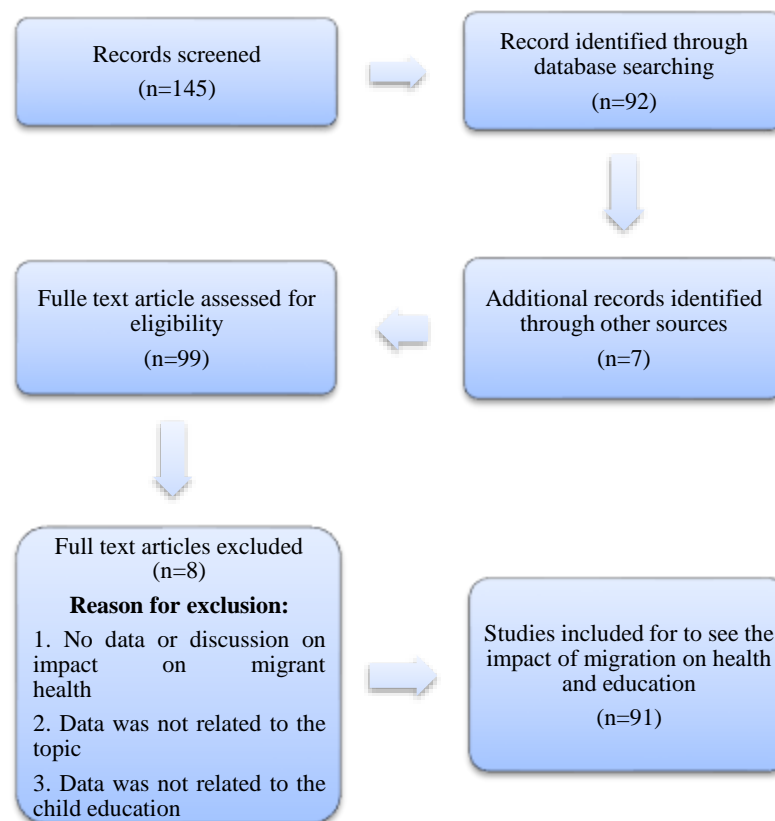 Records screened
(n=145)
Record identified through
database searching
(n=92)
Additional records identified
through other sources
(n=7)
Fulle text article assessed for
eligibility
(n=99)
Full text articles excluded
(n=8)
Reason for exclusion:
1. No data or discussion on
impact on migrant
health
2. Data was not related to the
topic
3. Data was not related to the
child education
Studies included for to see the
impact of migration on health
and education
(n=91)